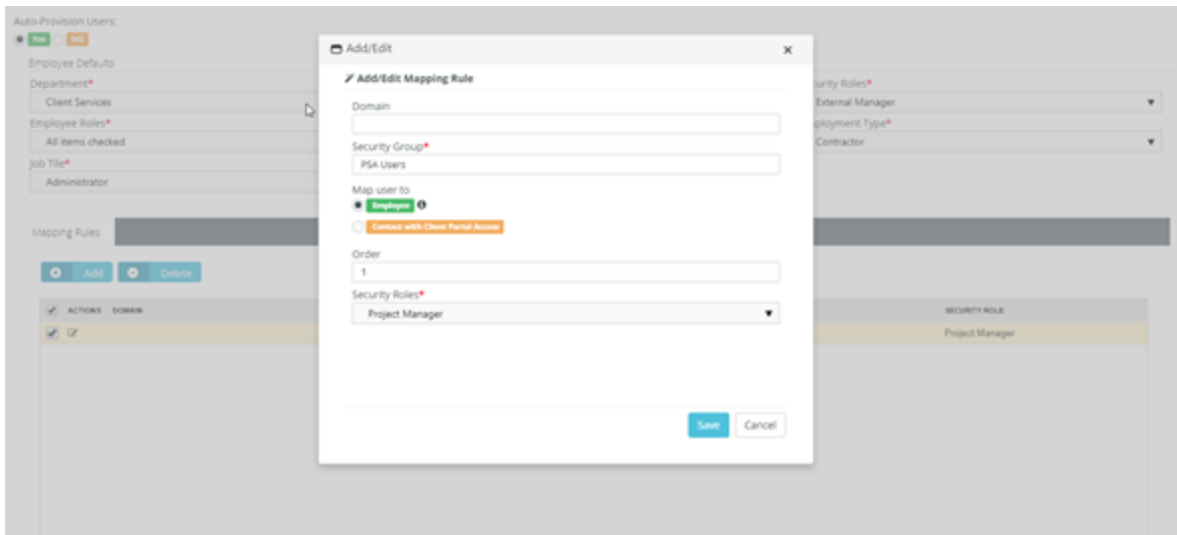 Auto-Provision Users:
Yes NO
Employee Defaults
Department*
Client Services
Employee Roles*
All items checked
Job Tile*
Administrator
curity Roles*
External Manager
ployment Type*
Contractor
Mapping Rules
Add Delete
ACTIONS DOMAIN SECURITY ROLE
Project Manager
Add/Edit
Add/Edit Mapping Rule
Domain
Security Group*
PSA Users
Map user to
Employee
Contact with Client Portal Access
Order
1
Security Roles*
Project Manager
Save Cancel